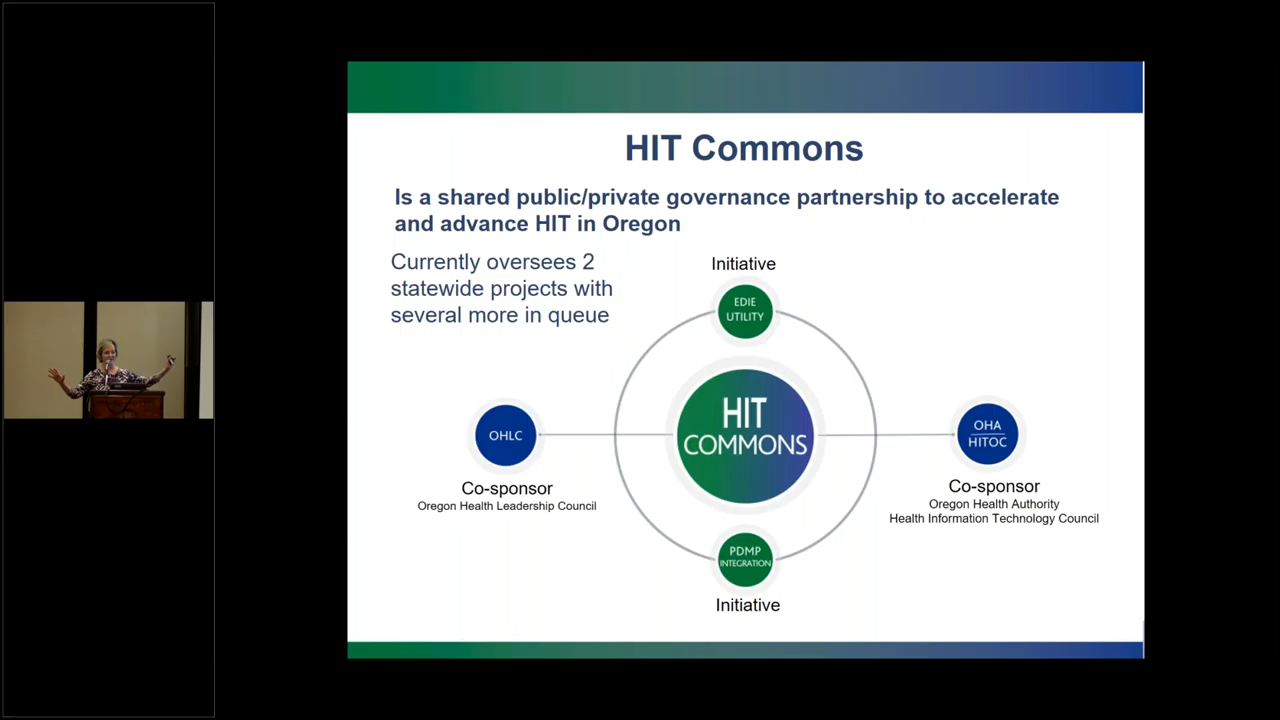 HIT Commons
Is a shared public/private governance partnership to accelerate
and advance HIT in Oregon
Currently oversees 2
statewide projects with
several more in queue
Initiative
EDIE
UTILITY
HIT
COMMONS
OHLC
Co-sponsor
Oregon Health Leadership Council
OHA
HITOC
Co-sponsor
Oregon Health Authority
Health Information Technology Council
PDMP
INTEGRATION
Initiative